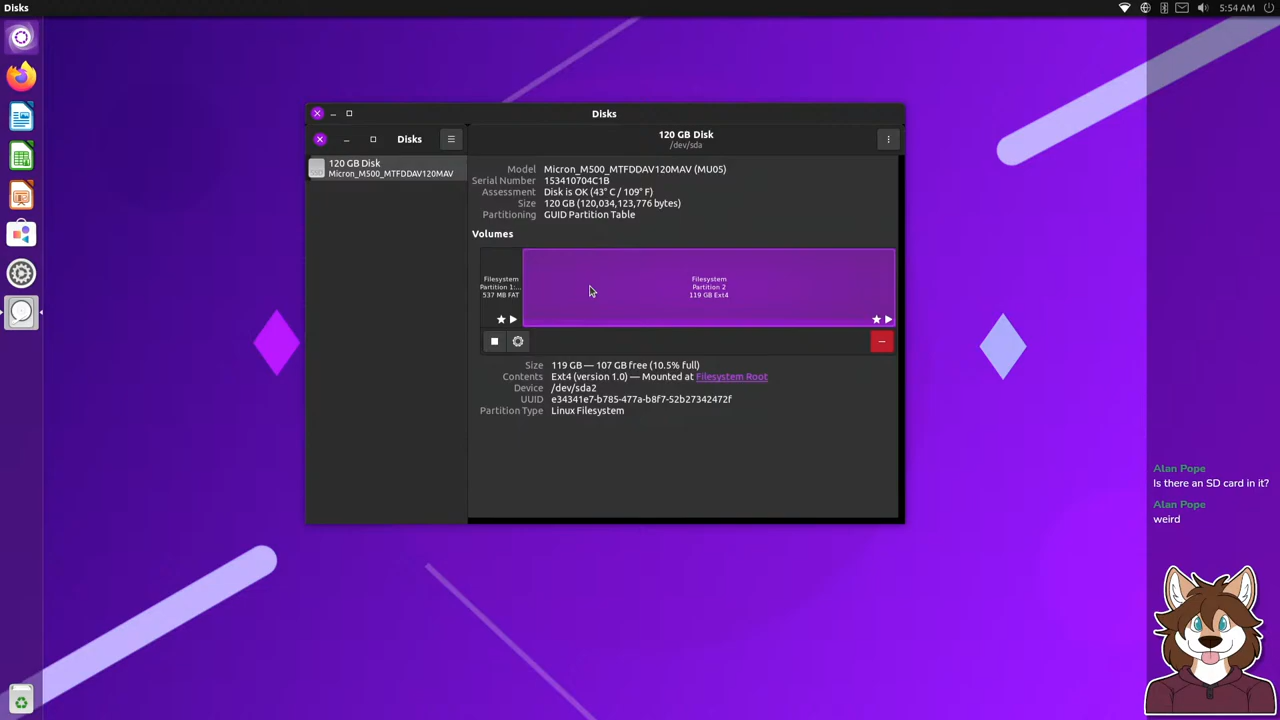 Disks
5:54 AM
Disks
Disks
120 GB Disk
/dev/sda
120 GB Disk
Micron_M500_MTFDDAV120MAV
Model Micron_M500_MTFDDAV120MAV (MU05)
Serial Number 153410704C1B
Assessment Disk is OK (43° C / 109° F)
Size 120 GB (120,034,123,776 bytes)
Partitioning GUID Partition Table
Volumes
Filesystem
Partition 1:...
537 MB FAT
Filesystem
Partition 2
119 GB Ext4
Size 119 GB — 107 GB free (10.5% full)
Contents Ext4 (version 1.0) — Mounted at Filesystem Root
Device /dev/sda2
UUID e34341e7-b785-477a-b8f7-52b27342472f
Partition Type Linux Filesystem
Alan Pope
Is there an SD card in it?
Alan Pope
weird